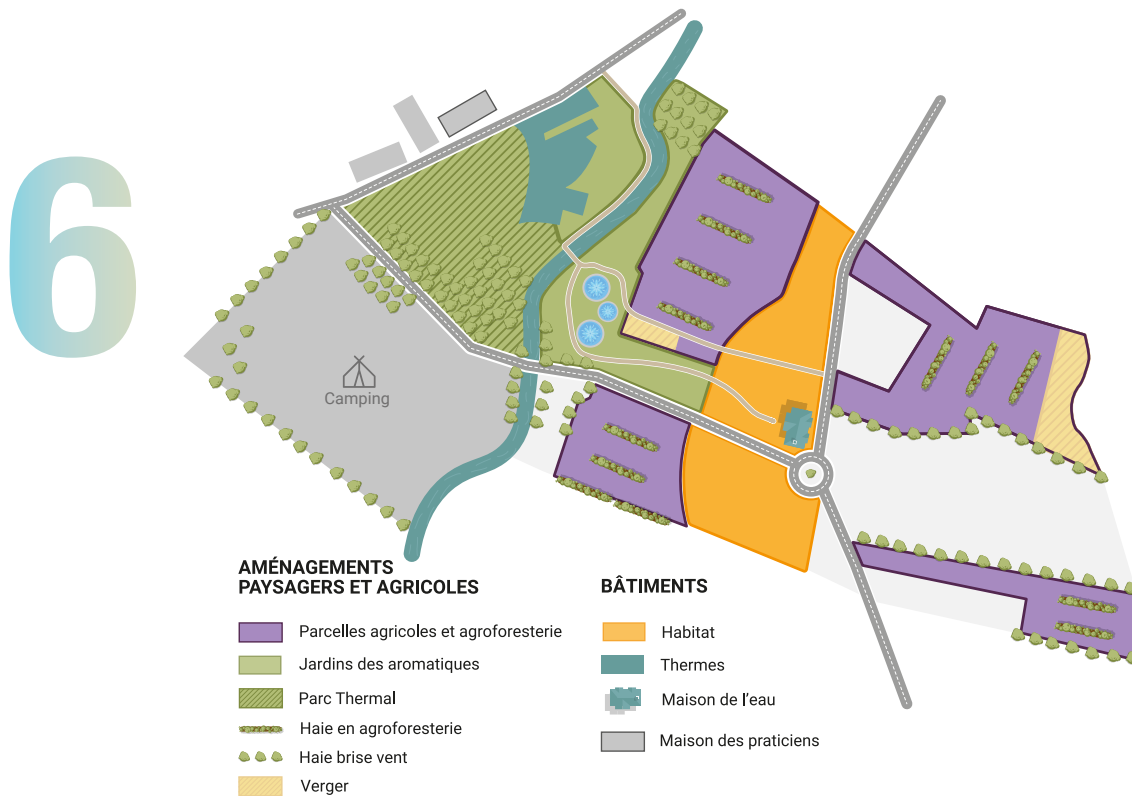 6
Camping
AMÉNAGEMENTS
PAYSAGERS ET AGRICOLES
Parcelles agricoles et agroforesterie
Jardins des aromatiques
Parc Thermal
Haie en agroforesterie
Haie brise vent
Verger
BÂTIMENTS
Habitat
Thermes
Maison de l'eau
Maison des praticiens